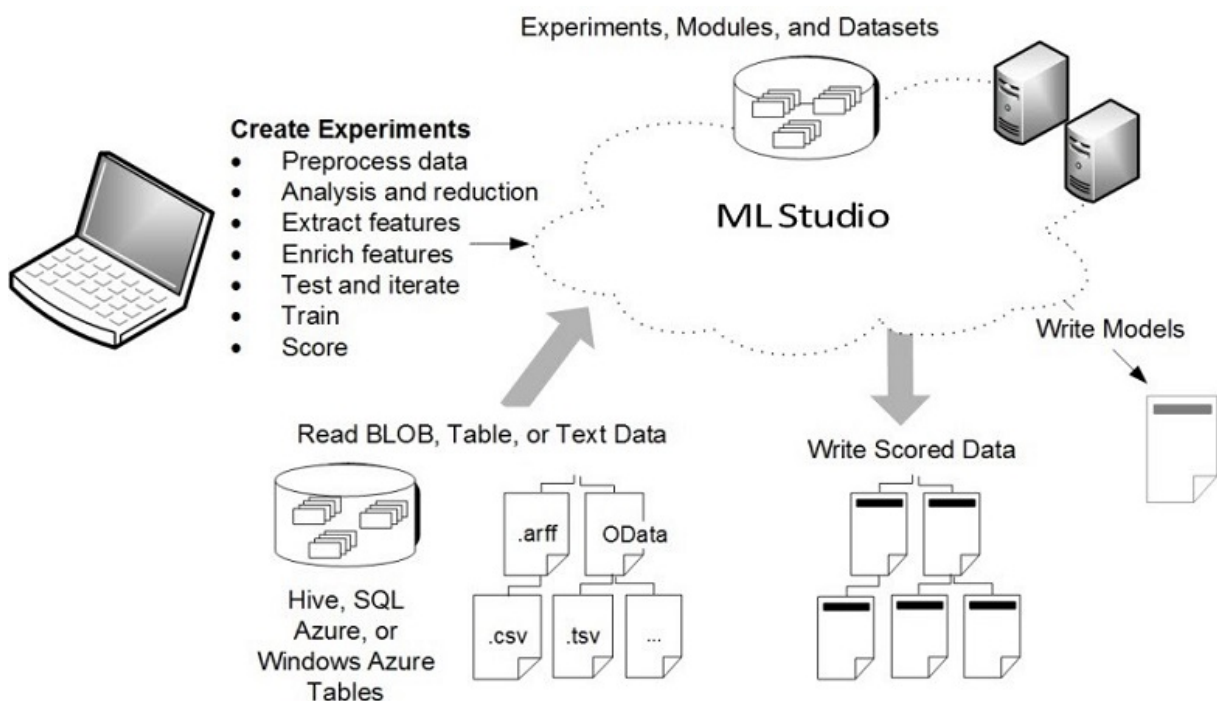 Experiments, Modules, and Datasets
Create Experiments
• Preprocess data
• Analysis and reduction
• Extract features
• Enrich features
• Test and iterate
• Train
• Score
ML Studio
Write Models
Read BLOB, Table, or Text Data
Write Scored Data
.arff
OData
.csv
.tsv
...
Hive, SQL
Azure, or
Windows Azure
Tables